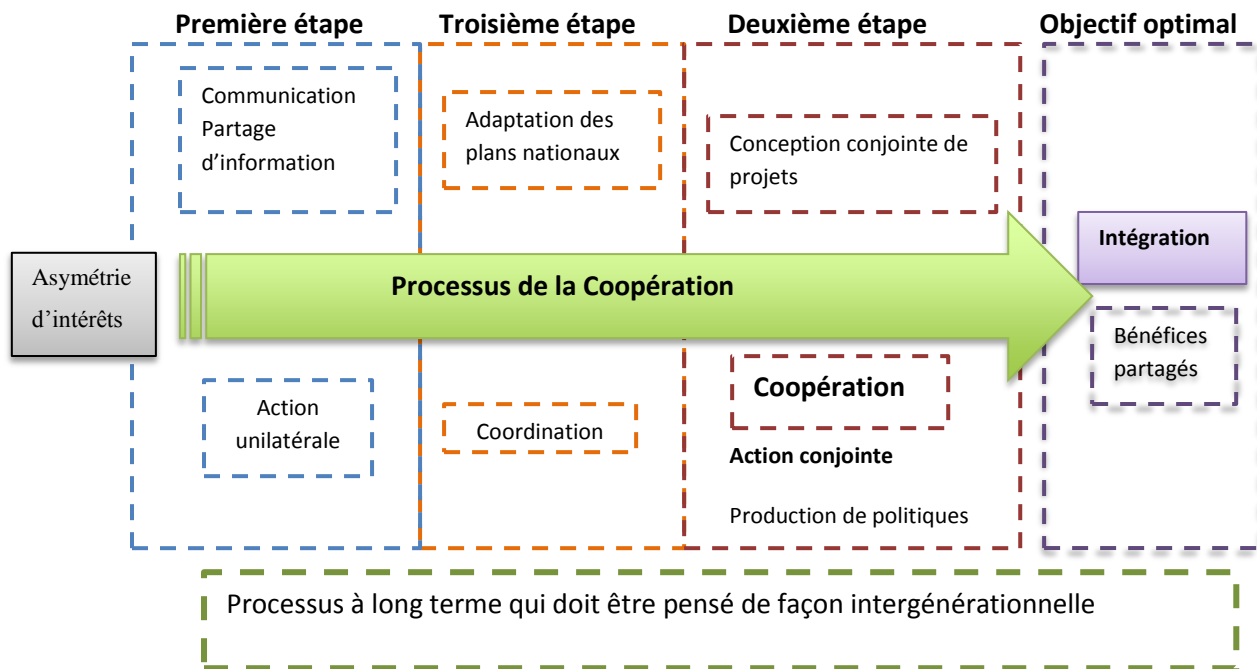 Première étape
Troisième étape
Deuxième étape
Objectif optimal
Communication
Partage
d'information
Adaptation des
plans nationaux
Conception conjointe de
projets
Intégration
Asymétrie
d'intérêts
Processus de la Coopération
Bénéfices
partagés
Action
unilatérale
Coordination
Coopération
Action conjointe
Production de politiques
Processus à long terme qui doit être pensé de façon intergénérationnelle